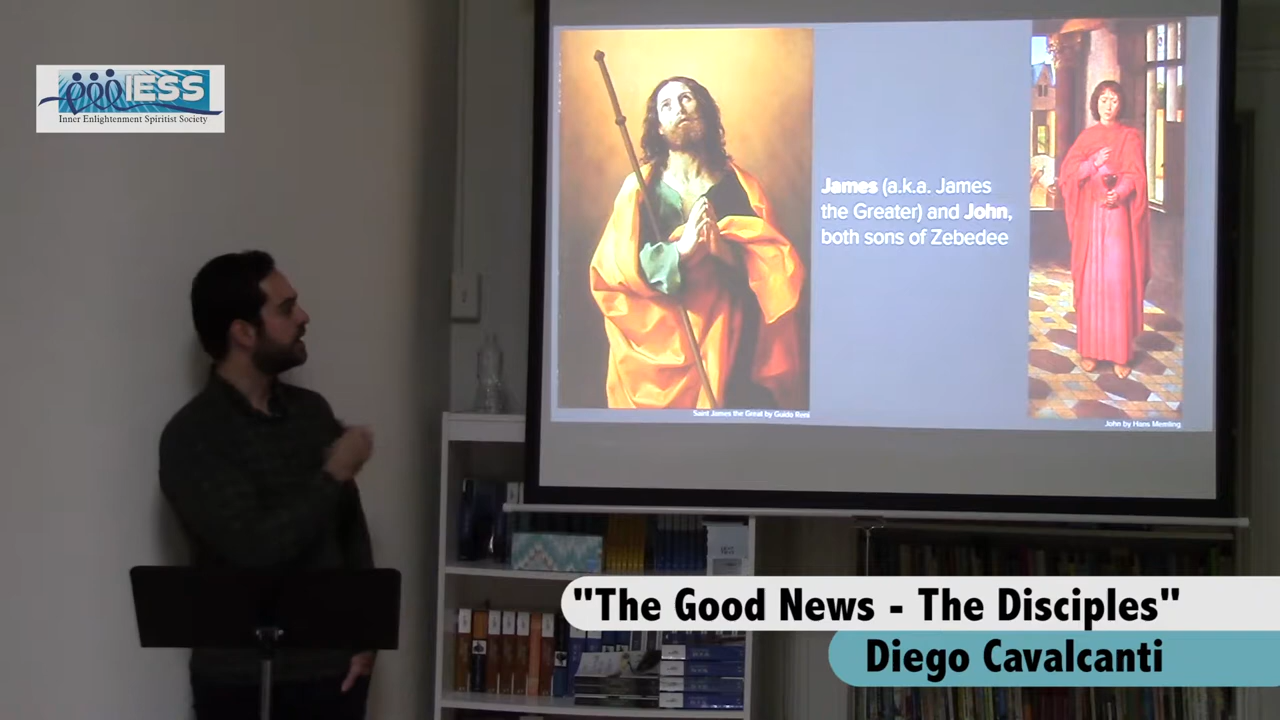 IESS
Inner Enlightenment Spiritist Society
James (a.k.a. James
the Greater) and John,
both sons of Zebedee
Saint James the Great by Guido Reni
John by Hans Memling
"The Good News - The Disciples"
Diego Cavalcanti